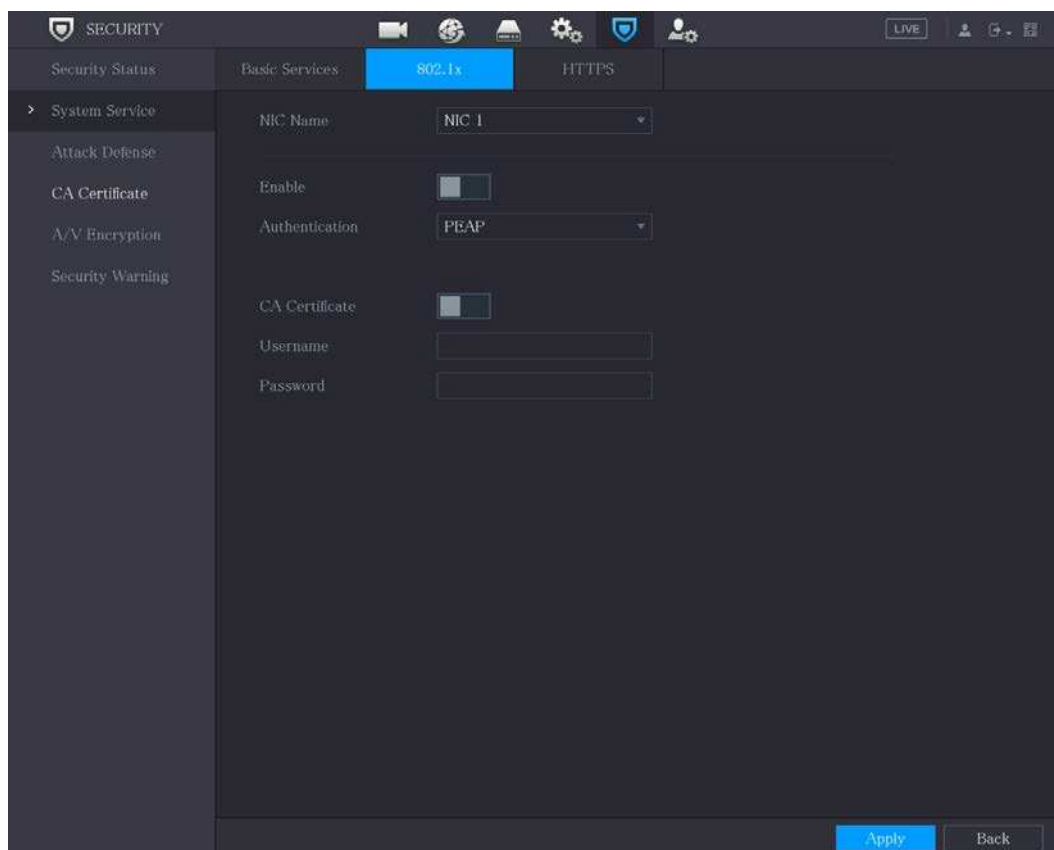 SECURITY
LIVE
Security Status
Basic Services
802.1x
HTTPS
System Service
NIC Name
NIC 1
Attack Defense
CA Certificate
Enable
A/V Encryption
Authentication
PEAP
Security Warning
CA Certificate
Username
Password
Apply
Back